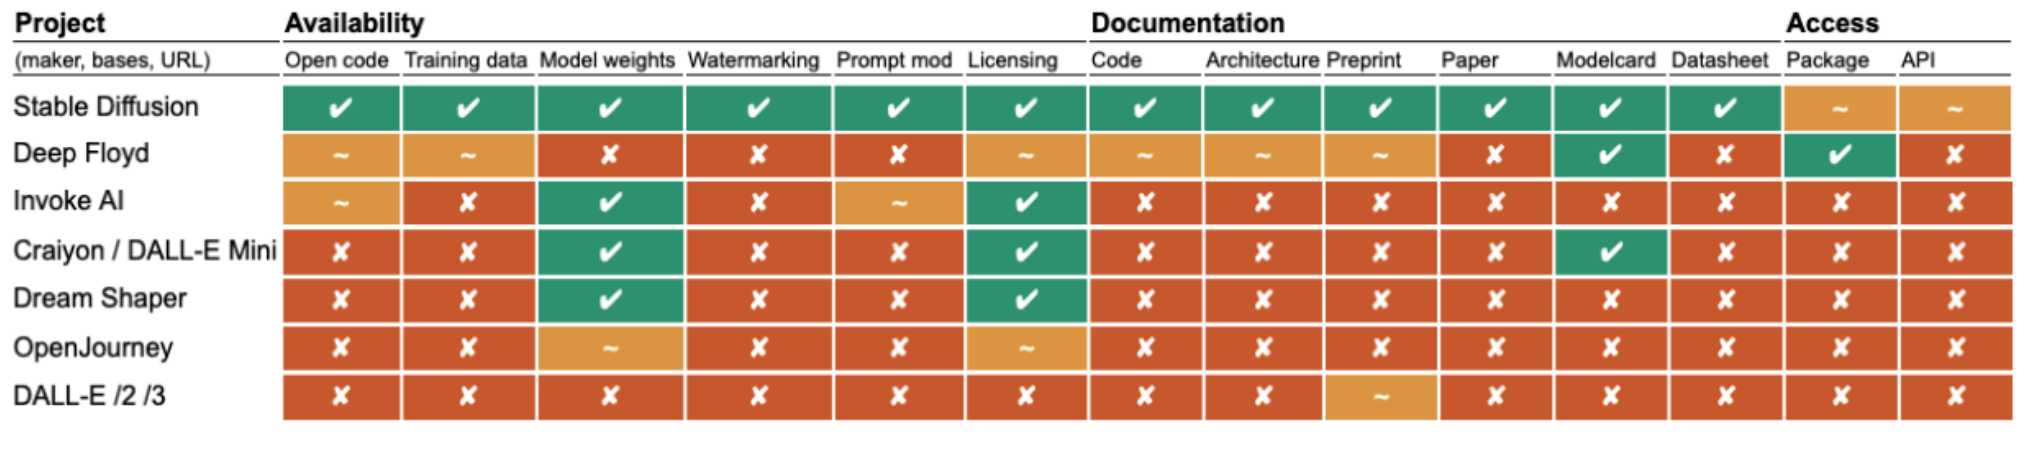 Project Availability Documentation Access
(maker, bases, URL) Open code Training data Model weights Watermarking Prompt mod Licensing Code Architecture Preprint Paper Modelcard Datasheet Package API
Stable Diffusion ✔ ✔ ✔ ✔ ✔ ✔ ✔ ✔ ✔ ✔ ✔ ✔ ~ ~
Deep Floyd ~ ~ ✘ ✘ ✘ ~ ~ ~ ~ ✘ ✔ ✘ ✔ ✘
Invoke AI ~ ✘ ✔ ✘ ~ ✔ ✘ ✘ ✘ ✘ ✘ ✘ ✘ ✘
Craiyon / DALL-E Mini ✘ ✘ ✔ ✘ ✘ ✔ ✘ ✘ ✘ ✘ ✔ ✘ ✘ ✘
Dream Shaper ✘ ✘ ✔ ✘ ✘ ✔ ✘ ✘ ✘ ✘ ✘ ✘ ✘ ✘
OpenJourney ✘ ✘ ~ ✘ ✘ ~ ✘ ✘ ✘ ✘ ✘ ✘ ✘ ✘
DALL-E /2 /3 ✘ ✘ ✘ ✘ ✘ ✘ ✘ ✘ ~ ✘ ✘ ✘ ✘ ✘